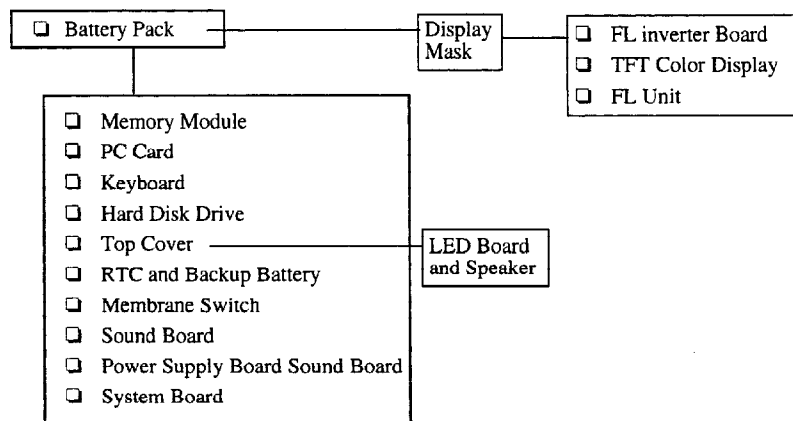 ❏ Battery Pack
Display
Mask
❏ FL inverter Board
❏ TFT Color Display
❏ FL Unit
❏ Memory Module
❏ PC Card
❏ Keyboard
❏ Hard Disk Drive
❏ Top Cover
LED Board
and Speaker
❏ RTC and Backup Battery
❏ Membrane Switch
❏ Sound Board
❏ Power Supply Board Sound Board
❏ System Board